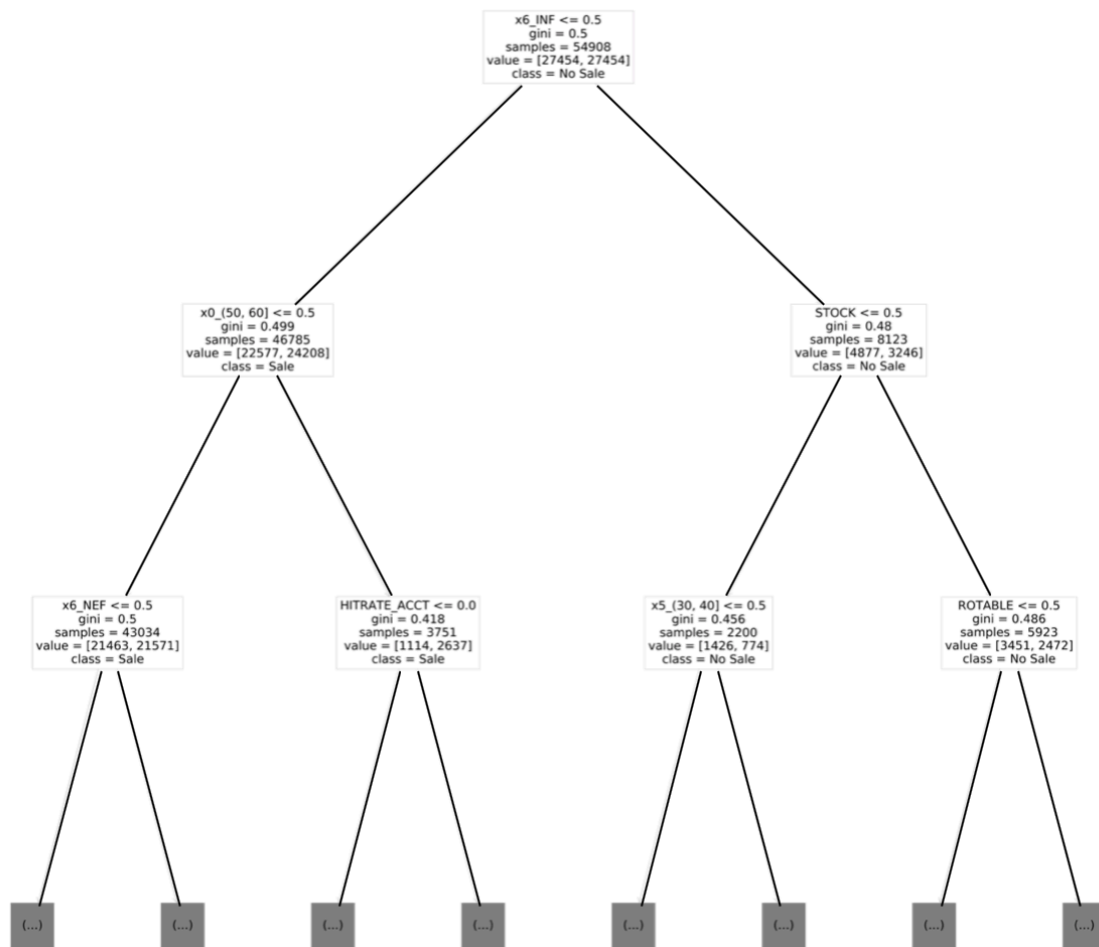 x6_INF <= 0.5
gini = 0.5
samples = 54908
value = [27454, 27454]
class = No Sale
x0_(50, 60] <= 0.5
gini = 0.499
samples = 46785
value = [22577, 24208]
class = Sale
STOCK <= 0.5
gini = 0.48
samples = 8123
value = [4877, 3246]
class = No Sale
x6_NEF <= 0.5
gini = 0.5
samples = 43034
value = [21463, 21571]
class = Sale
HITRATE_ACCT <= 0.0
gini = 0.418
samples = 3751
value = [1114, 2637]
class = Sale
x5_(30, 40] <= 0.5
gini = 0.456
samples = 2200
value = [1426, 774]
class = No Sale
ROTABLE <= 0.5
gini = 0.486
samples = 5923
value = [3451, 2472]
class = No Sale
(...)
(...)
(...)
(...)
(...)
(...)
(...)
(...)